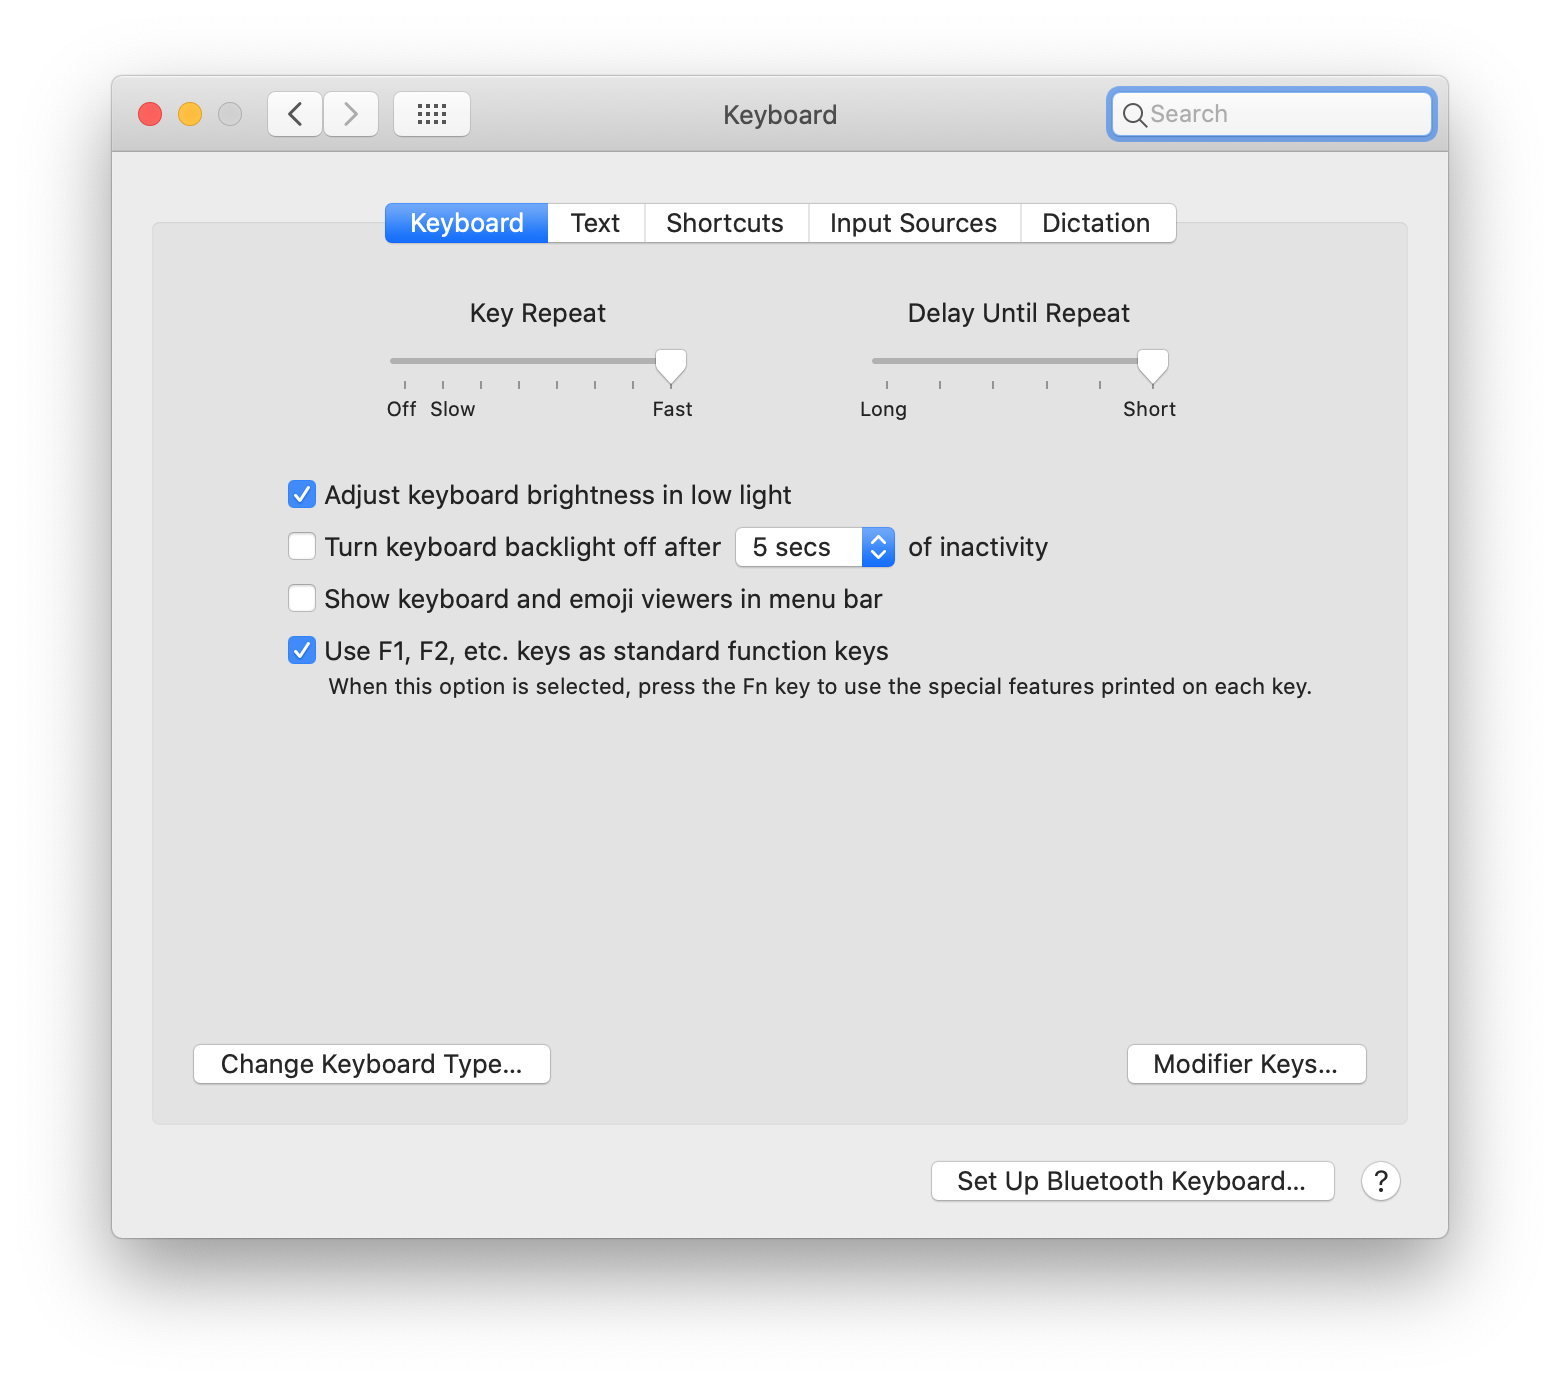 Keyboard
Search
Keyboard Text Shortcuts Input Sources Dictation
Key Repeat Delay Until Repeat
Off Slow Fast Long Short
Adjust keyboard brightness in low light
Turn keyboard backlight off after 5 secs of inactivity
Show keyboard and emoji viewers in menu bar
Use F1, F2, etc. keys as standard function keys
When this option is selected, press the Fn key to use the special features printed on each key.
Change Keyboard Type... Modifier Keys...
Set Up Bluetooth Keyboard... ?